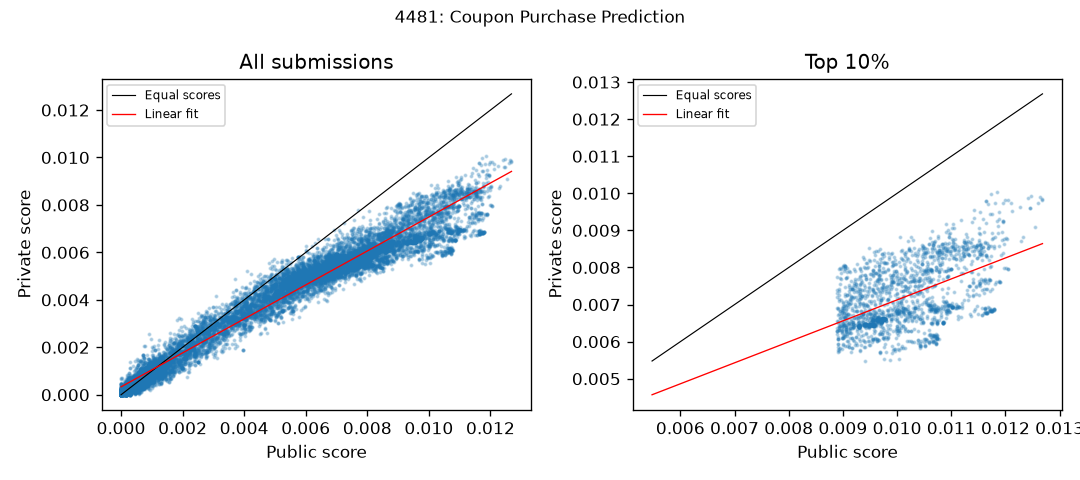 4481: Coupon Purchase Prediction
All submissions
Equal scores
Linear fit
Private score
0.012
0.010
0.008
0.006
0.004
0.002
0.000
0.000 0.002 0.004 0.006 0.008 0.010 0.012
Public score
Top 10%
Equal scores
Linear fit
Private score
0.013
0.012
0.011
0.010
0.009
0.008
0.007
0.006
0.005
0.006 0.007 0.008 0.009 0.010 0.011 0.012 0.013
Public score